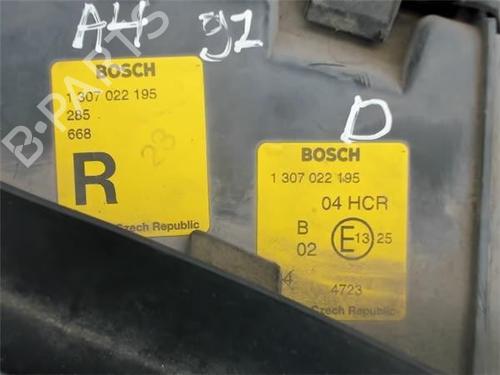 A4 91
BOSCH
1 307 022 195
285
668
R
23
Czech Republic
D
BOSCH
1 307 022 195
04 HCR
B
02
E 13 25
4
4723
Czech Republic
B-PARTS